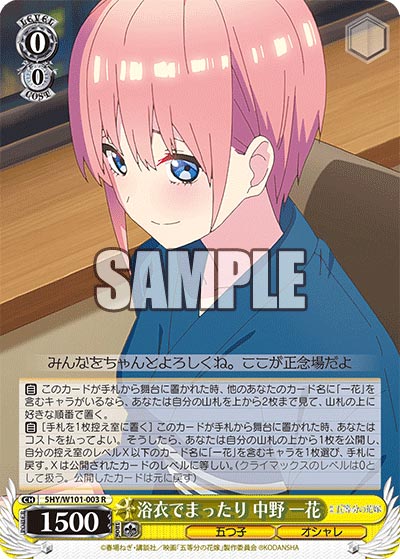 LEVEL
0
0
COST
SAMPLE
みんなをちゃんとよろしくね。ここが正念場だよ
自 このカードが手札から舞台に置かれた時、他のあなたのカード名に「一花」を
含むキャラがいるなら、あなたは自分の山札を上から2枚まで見て、山札の上に
好きな順番で置く。
自 ［手札を1枚控え室に置く］ このカードが手札から舞台に置かれた時、あなたは
コストを払ってよい。そうしたら、あなたは自分の山札の上から1枚を公開し、
自分の控え室のレベルX以下のカード名に「一花」を含むキャラを1枚選び、手札に
戻す。Xは公開されたカードのレベルに等しい。（クライマックスのレベルは0として
扱う。公開したカードは元に戻す）
CH 5HY/W101-003 R
1500
浴衣でまったり 中野 一花
五つ子
オシャレ
©春場ねぎ・講談社／映画「五等分の花嫁」製作委員会 ®KODANSHA